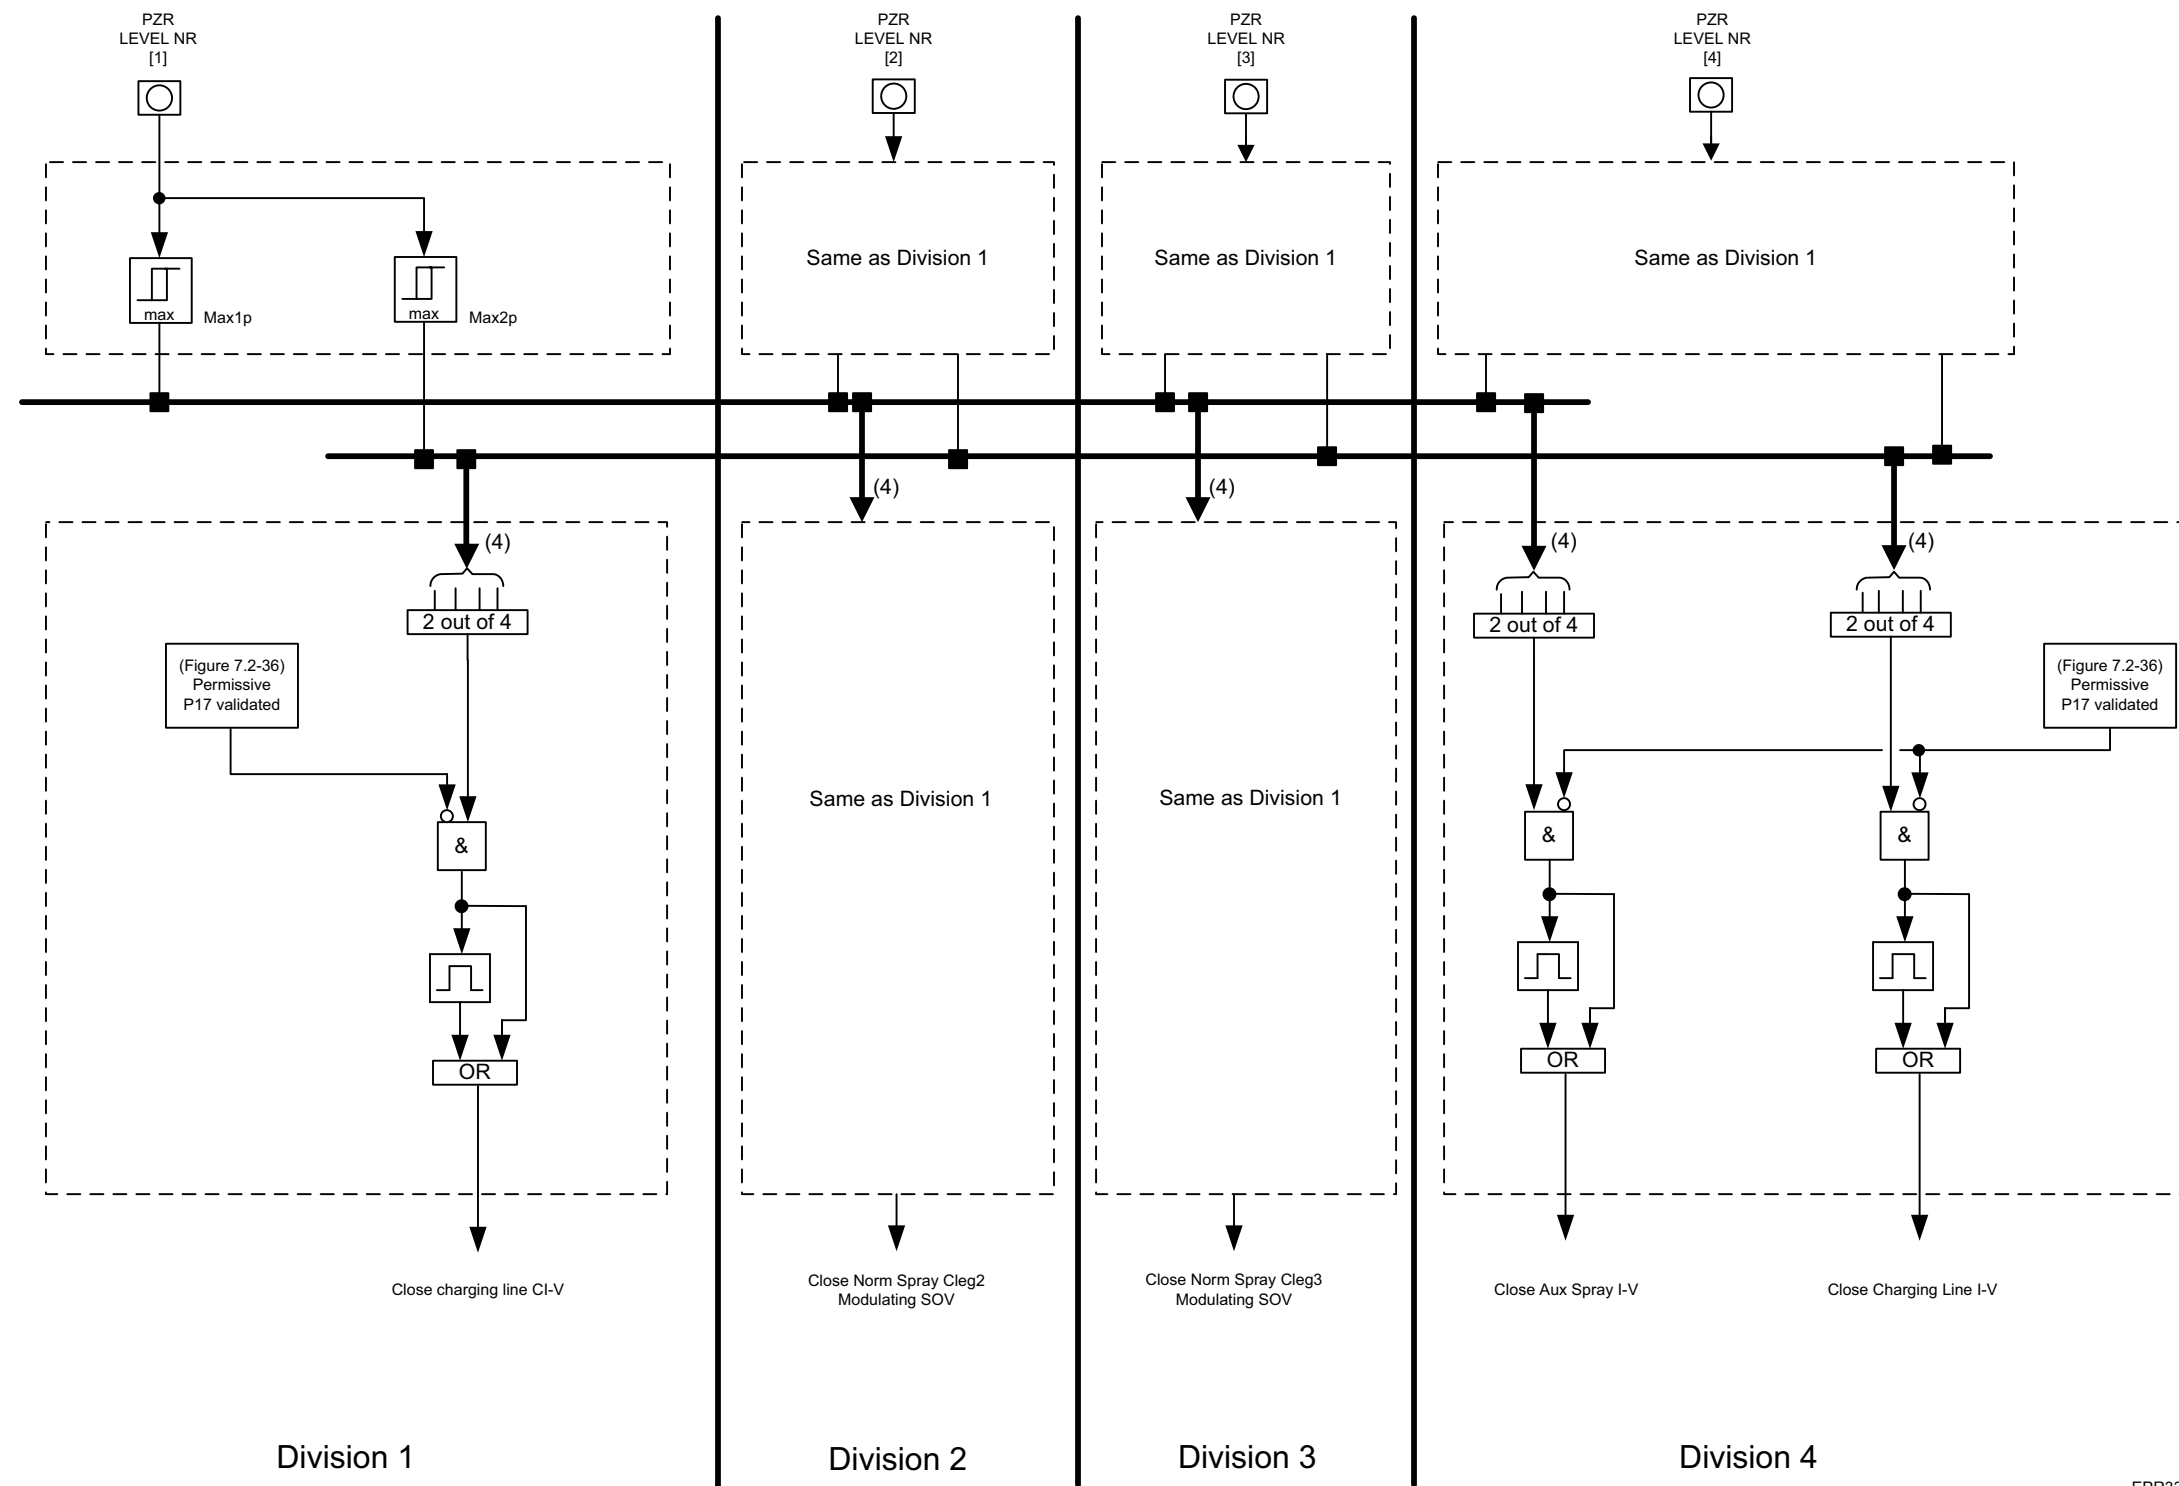 PZR
LEVEL NR
[1]
PZR
LEVEL NR
[2]
PZR
LEVEL NR
[3]
PZR
LEVEL NR
[4]
max
Max1p
max
Max2p
Same as Division 1
Same as Division 1
Same as Division 1
(4)
(4)
(4)
(4)
(4)
2 out of 4
2 out of 4
2 out of 4
(Figure 7.2-36)
Permissive
P17 validated
(Figure 7.2-36)
Permissive
P17 validated
&
Same as Division 1
Same as Division 1
&
&
OR
OR
OR
Close charging line CI-V
Close Norm Spray Cleg2
Modulating SOV
Close Norm Spray Cleg3
Modulating SOV
Close Aux Spray I-V
Close Charging Line I-V
Division 1
Division 2
Division 3
Division 4